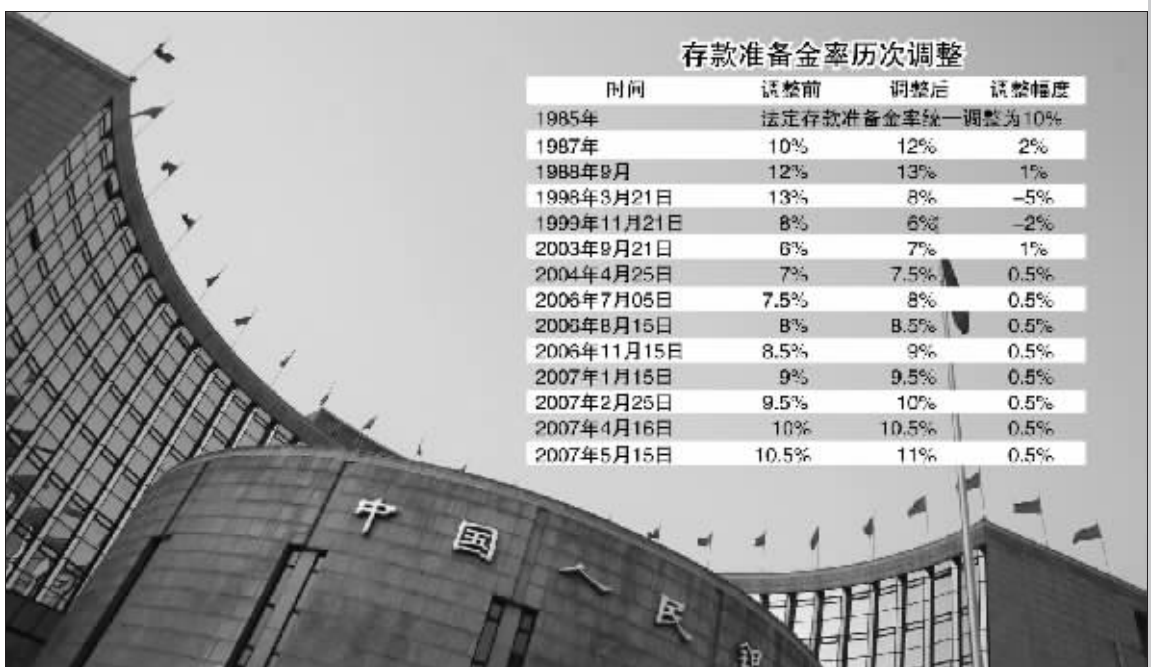 存款准备金率历次调整
时间 调整前 调整后 调整幅度
1985年 法定存款准备金率统一调整为10%
1987年 10% 12% 2%
1988年9月 12% 13% 1%
1998年3月21日 13% 8% -5%
1999年11月21日 8% 6% -2%
2003年9月21日 6% 7% 1%
2004年4月25日 7% 7.5% 0.5%
2006年7月05日 7.5% 8% 0.5%
2006年8月15日 8% 8.5% 0.5%
2006年11月15日 8.5% 9% 0.5%
2007年1月15日 9% 9.5% 0.5%
2007年2月25日 9.5% 10% 0.5%
2007年4月16日 10% 10.5% 0.5%
2007年5月15日 10.5% 11% 0.5%
中国人民